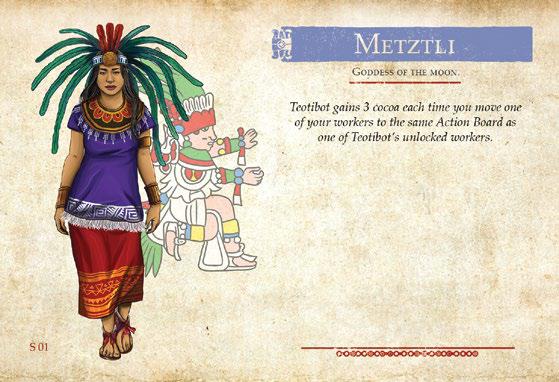 Metztli
Goddess of the moon.
Teotibot gains 3 cocoa each time you move one
of your workers to the same Action Board as
one of Teotibot's unlocked workers.
S 01